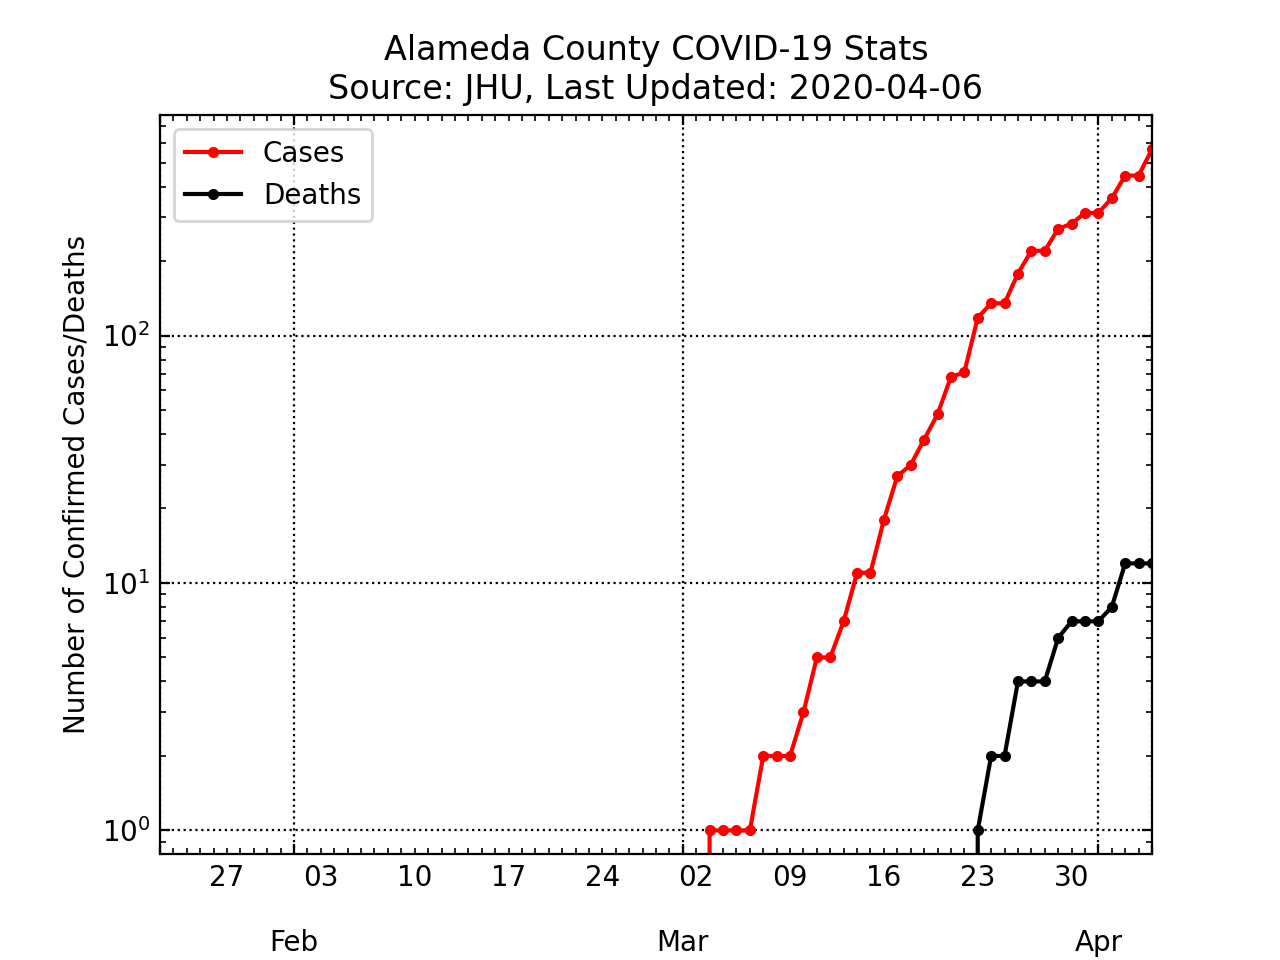 Alameda County COVID-19 Stats
Source: JHU, Last Updated: 2020-04-06
Cases
Deaths
Number of Confirmed Cases/Deaths
10²
10¹
10⁰
27 03 10 17 24 02 09 16 23 30
Feb Mar Apr